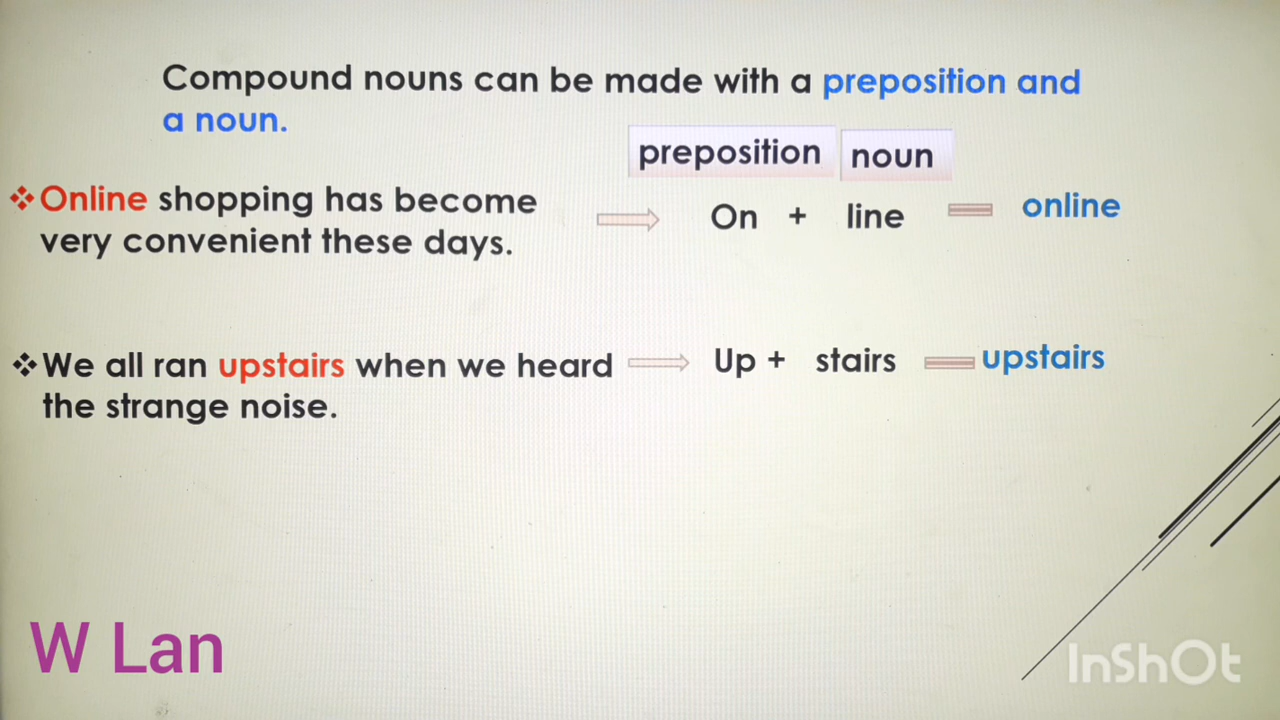 Compound nouns can be made with a preposition and
a noun.
preposition noun
Online shopping has become
very convenient these days.
On + line = online
We all ran upstairs when we heard
the strange noise.
Up + stairs = upstairs
W Lan
InShOt